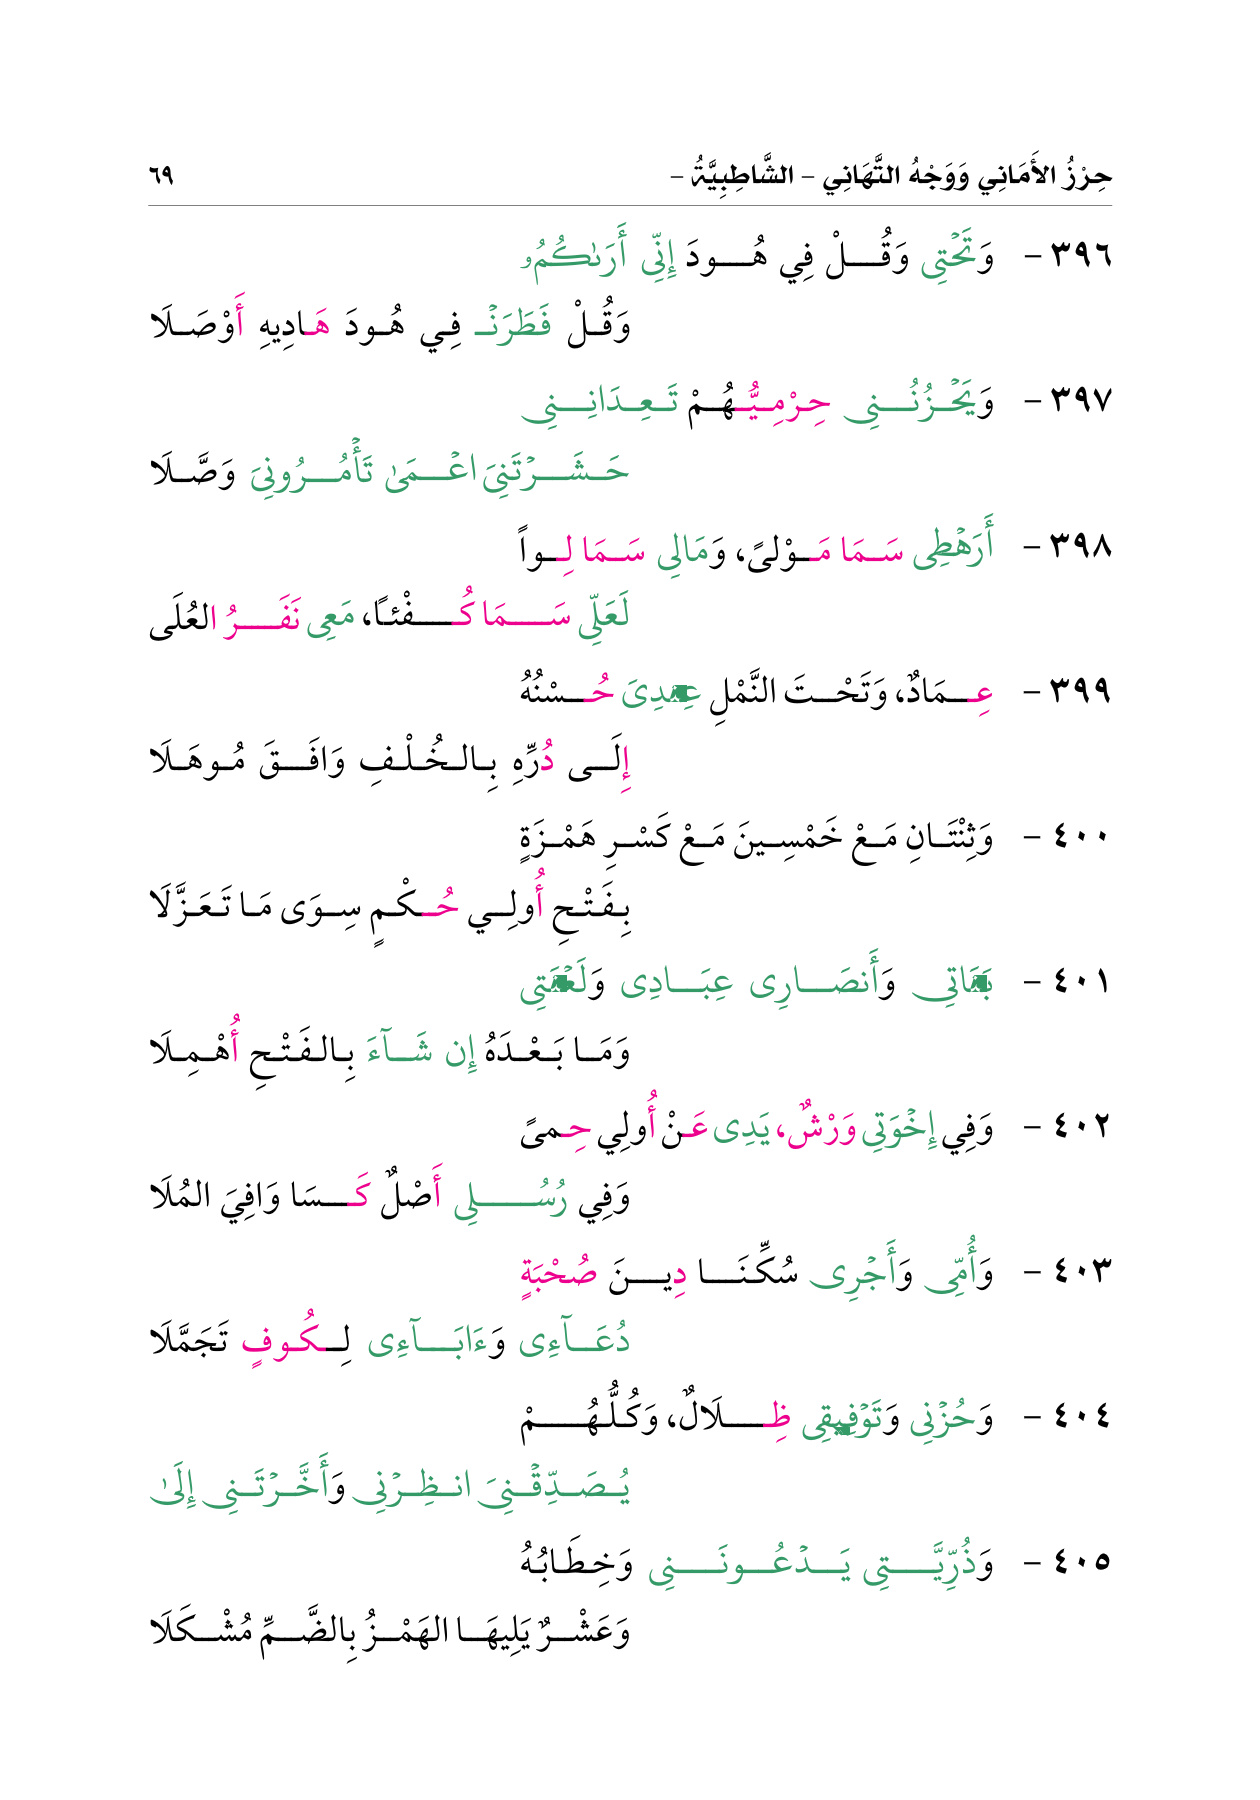 حِرْزُ الأَمَانِي وَوَجْهُ التَّهَانِي – الشَّاطِبِيَّةُ – ٦٩
٣٩٦ – وَتَحْتِى وَقُلْ فِي هُودَ إِنِّى أَرَىٰكُمُۥ
وَقُلْ فَطَرَنْ فِي هُودَ هَادِيهِ أَوْصَلَا
٣٩٧ – وَيَحْزُنُنِى حِرْمِيُّهُمْ تَعِدَانِنِى
حَشَرْتَنِىَ اعْمَىٰ تَأْمُرُونِىَ وَصَّلَا
٣٩٨ – أَرَهْطِى سَمَا مَوْلىً، وَمَالِى سَمَا لِواً
لَعَلِّى سَمَا كُفْئًا، مَعِى نَفَرُ العُلَى
٣٩٩ – عِمَادٌ، وَتَحْتَ النَّمْلِ عِندِىَ حُسْنُهُ
إِلَى دُرِّهِ بِالخُلْفِ وَافَقَ مُوهَلَا
٤٠٠ – وَثِنْتَانِ مَعْ خَمْسِينَ مَعْ كَسْرِ هَمْزَةٍ
بِفَتْحِ أُولِي حُكْمٍ سِوَى مَا تَعَزَّلَا
٤٠١ – بَنَاتِى وَأَنصَارِى عِبَادِى وَلَعْنَتِى
وَمَا بَعْدَهُ إِن شَآءَ بِالفَتْحِ أُهْمِلَا
٤٠٢ – وَفِي إِخْوَتِى وَرْشٌ، يَدِى عَنْ أُولِي حِمىً
وَفِي رُسُلِى أَصْلٌ كَسَا وَافِيَ المُلَا
٤٠٣ – وَأُمِّى وَأَجْرِى سُكِّنَا دِينَ صُحْبَةٍ
دُعَآءِى وَءَابَآءِى لِكُوفٍ تَجَمَّلَا
٤٠٤ – وَحُزْنِى وَتَوْفِيقِى ظِلَالٌ، وَكُلُّهُمْ
يُصَدِّقْنِىَ انظِرْنِى وَأَخَّرْتَنِى إِلَىٰ
٤٠٥ – وَذُرِّيَّتِى يَدْعُونَنِى وَخِطَابُهُ
وَعَشْرٌ يَلِيهَا الهَمْزُ بِالضَّمِّ مُشْكَلَا